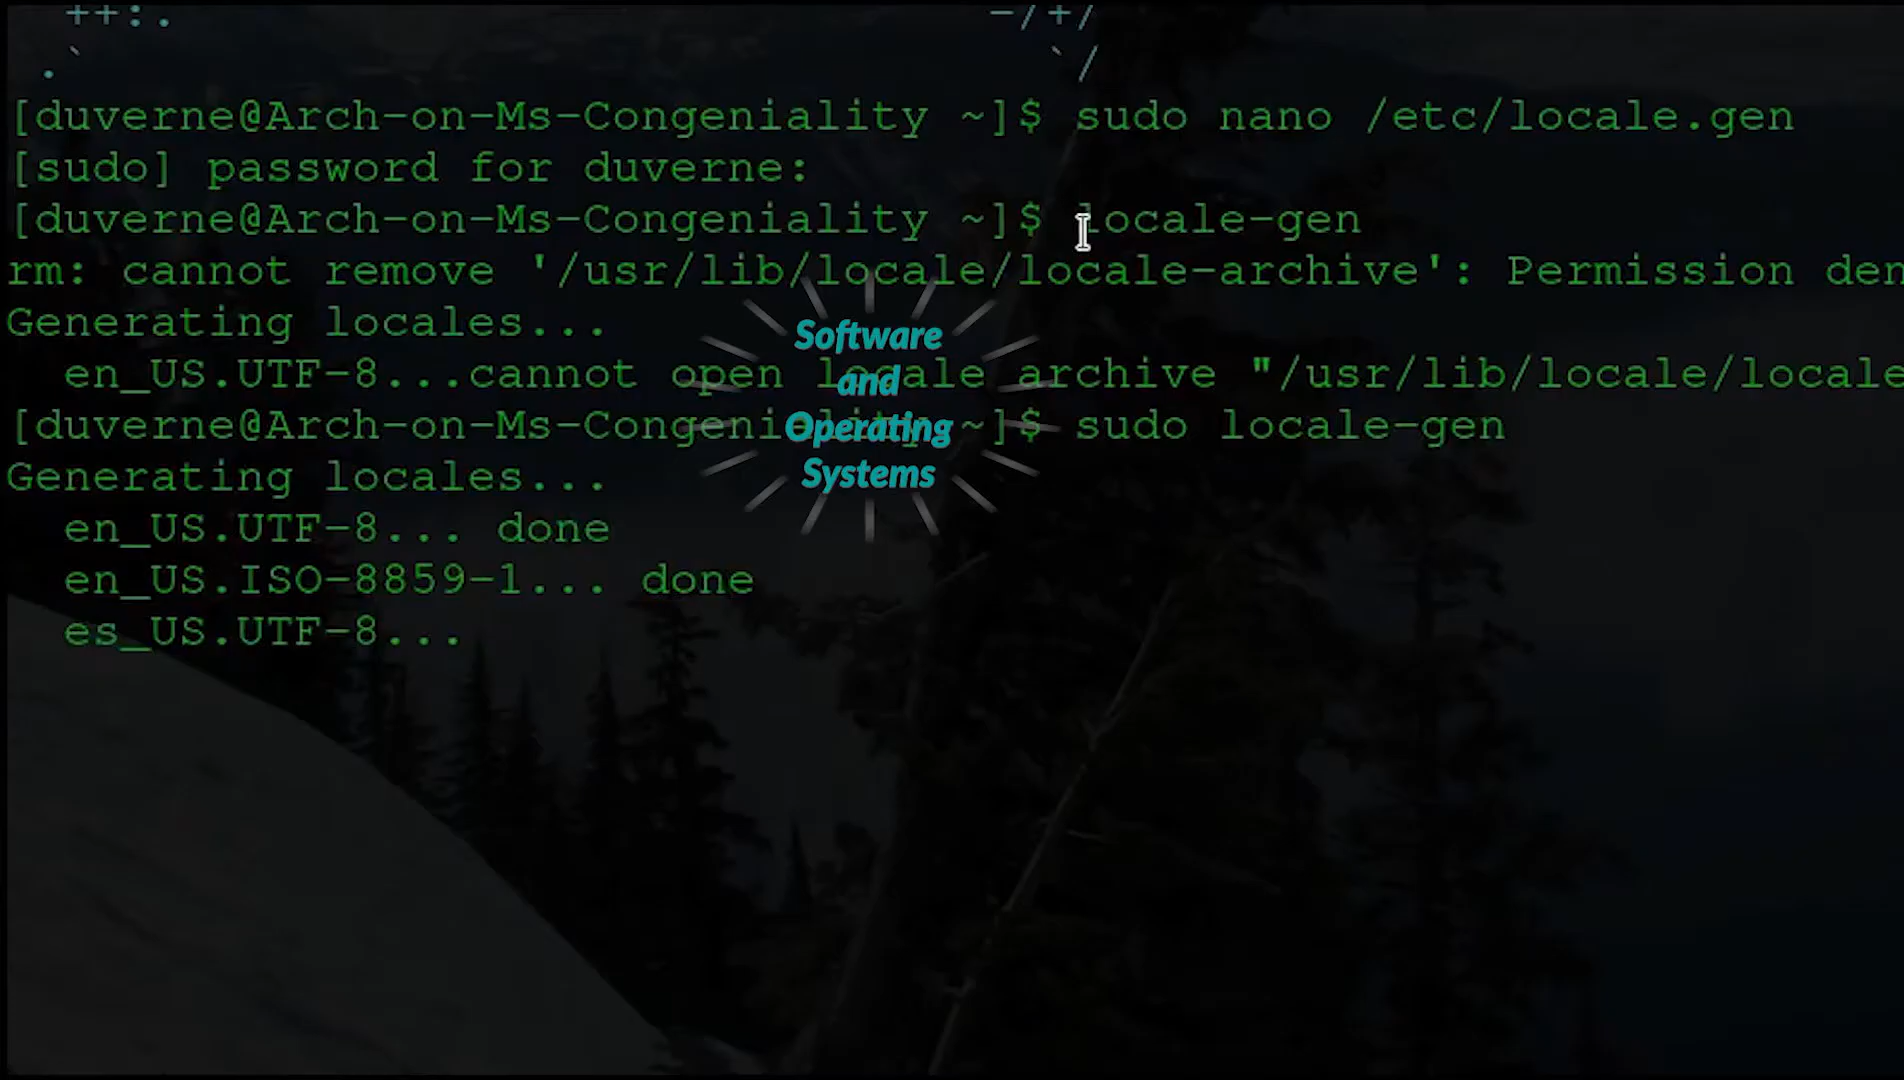 ++:. -/+/
.` `/
[duverne@Arch-on-Ms-Congeniality ~]$ sudo nano /etc/locale.gen
[sudo] password for duverne:
[duverne@Arch-on-Ms-Congeniality ~]$ locale-gen
rm: cannot remove '/usr/lib/locale/locale-archive': Permission den
Generating locales...
en_US.UTF-8...cannot open locale archive "/usr/lib/locale/locale
[duverne@Arch-on-Ms-Congeniality ~]$ sudo locale-gen
Generating locales...
en_US.UTF-8... done
en_US.ISO-8859-1... done
es_US.UTF-8...
Software
and
Operating
Systems